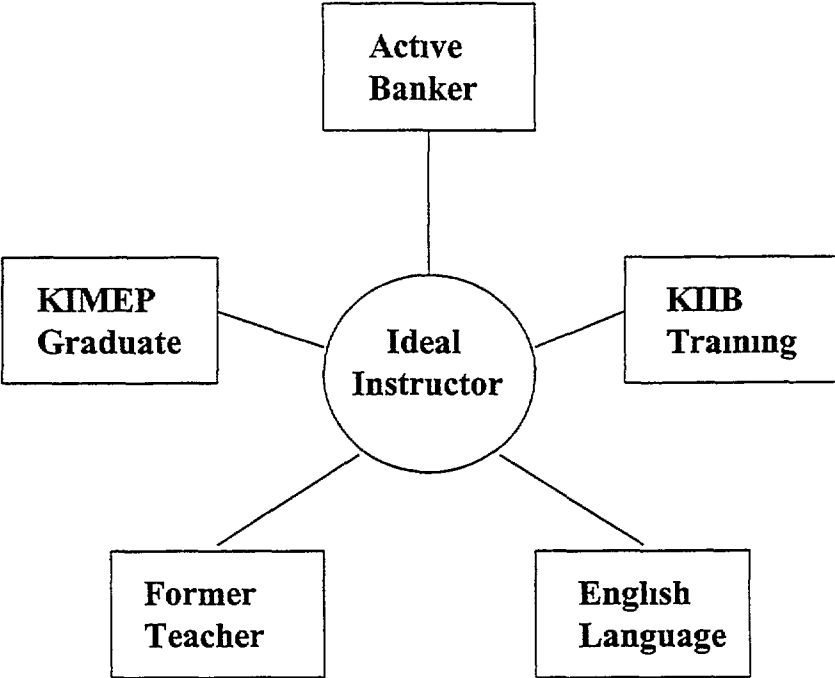 Active
Banker
KIMEP
Graduate
Ideal
Instructor
KIIB
Training
Former
Teacher
English
Language